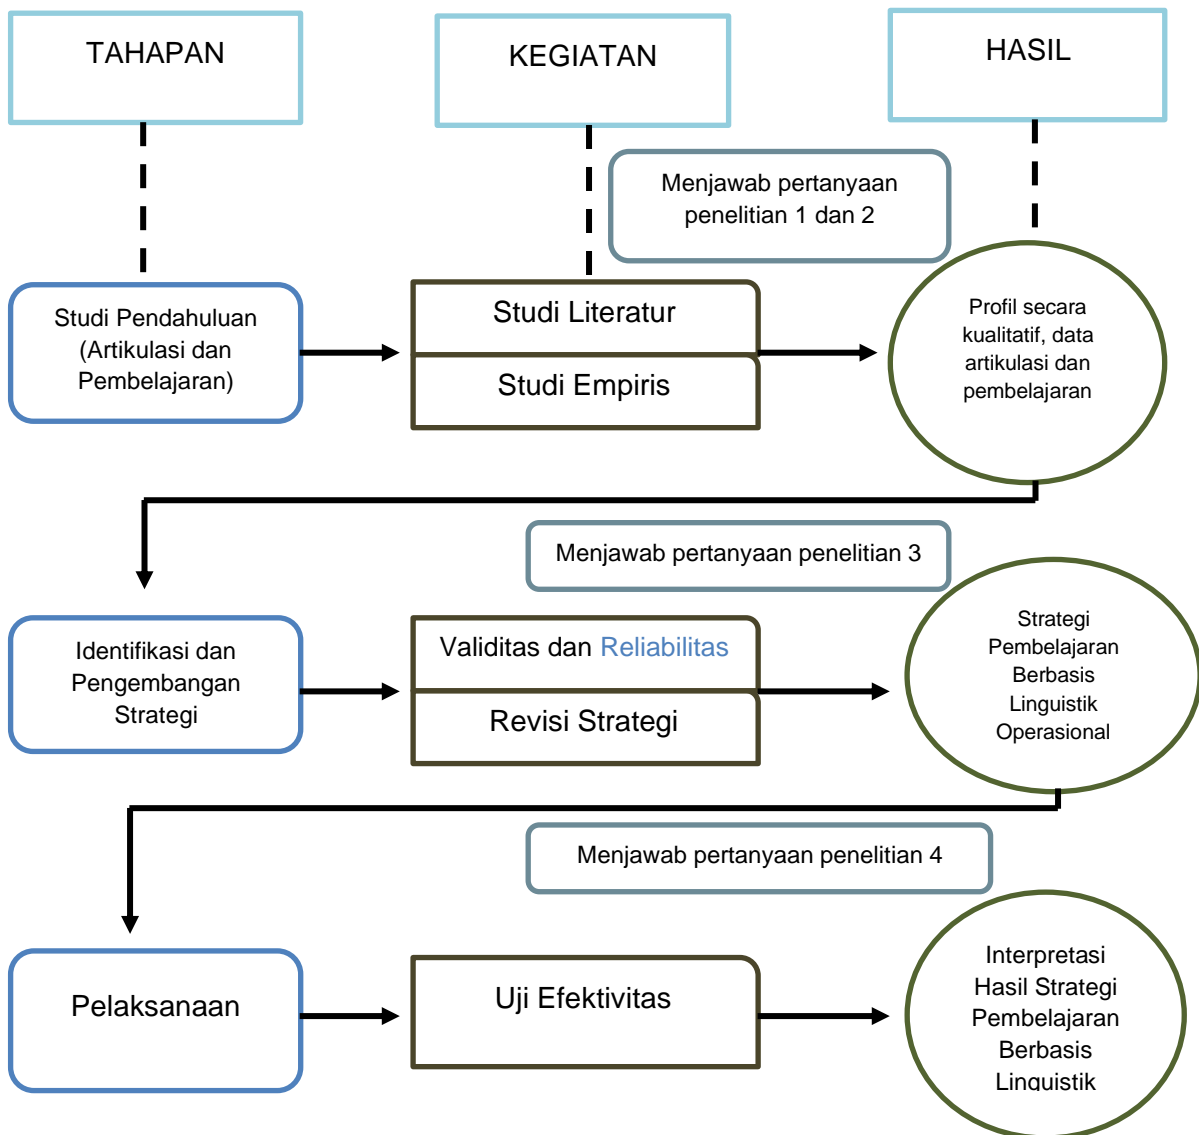 TAHAPAN
KEGIATAN
HASIL
Menjawab pertanyaan
penelitian 1 dan 2
Studi Pendahuluan
(Artikulasi dan
Pembelajaran)
Studi Literatur
Studi Empiris
Profil secara
kualitatif, data
artikulasi dan
pembelajaran
Menjawab pertanyaan penelitian 3
Identifikasi dan
Pengembangan
Strategi
Validitas dan Reliabilitas
Revisi Strategi
Strategi
Pembelajaran
Berbasis
Linguistik
Operasional
Menjawab pertanyaan penelitian 4
Pelaksanaan
Uji Efektivitas
Interpretasi
Hasil Strategi
Pembelajaran
Berbasis
Linguistik